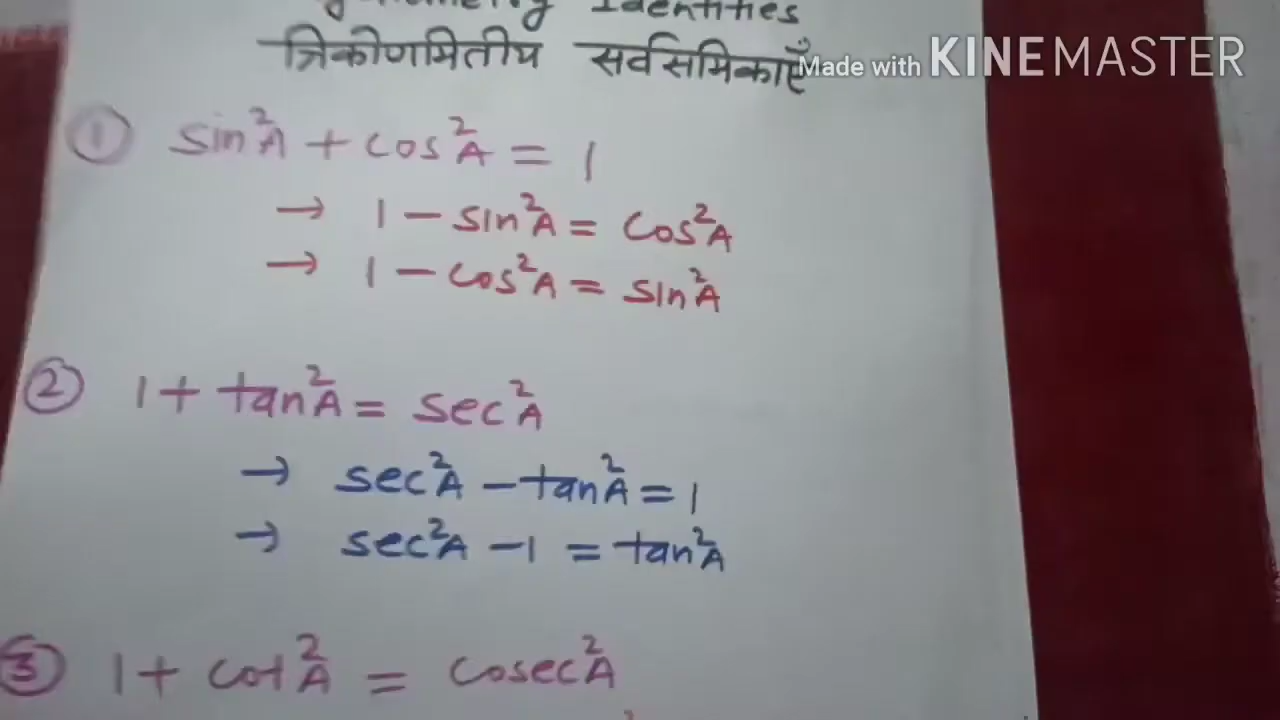 Identities
त्रिकोणमितीय सर्वसमिकाएँ
Made with KINEMASTER
① sin²A + cos²A = 1
→ 1 - sin²A = cos²A
→ 1 - cos²A = sin²A
② 1 + tan²A = sec²A
→ sec²A - tan²A = 1
→ sec²A - 1 = tan²A
③ 1 + cot²A = cosec²A